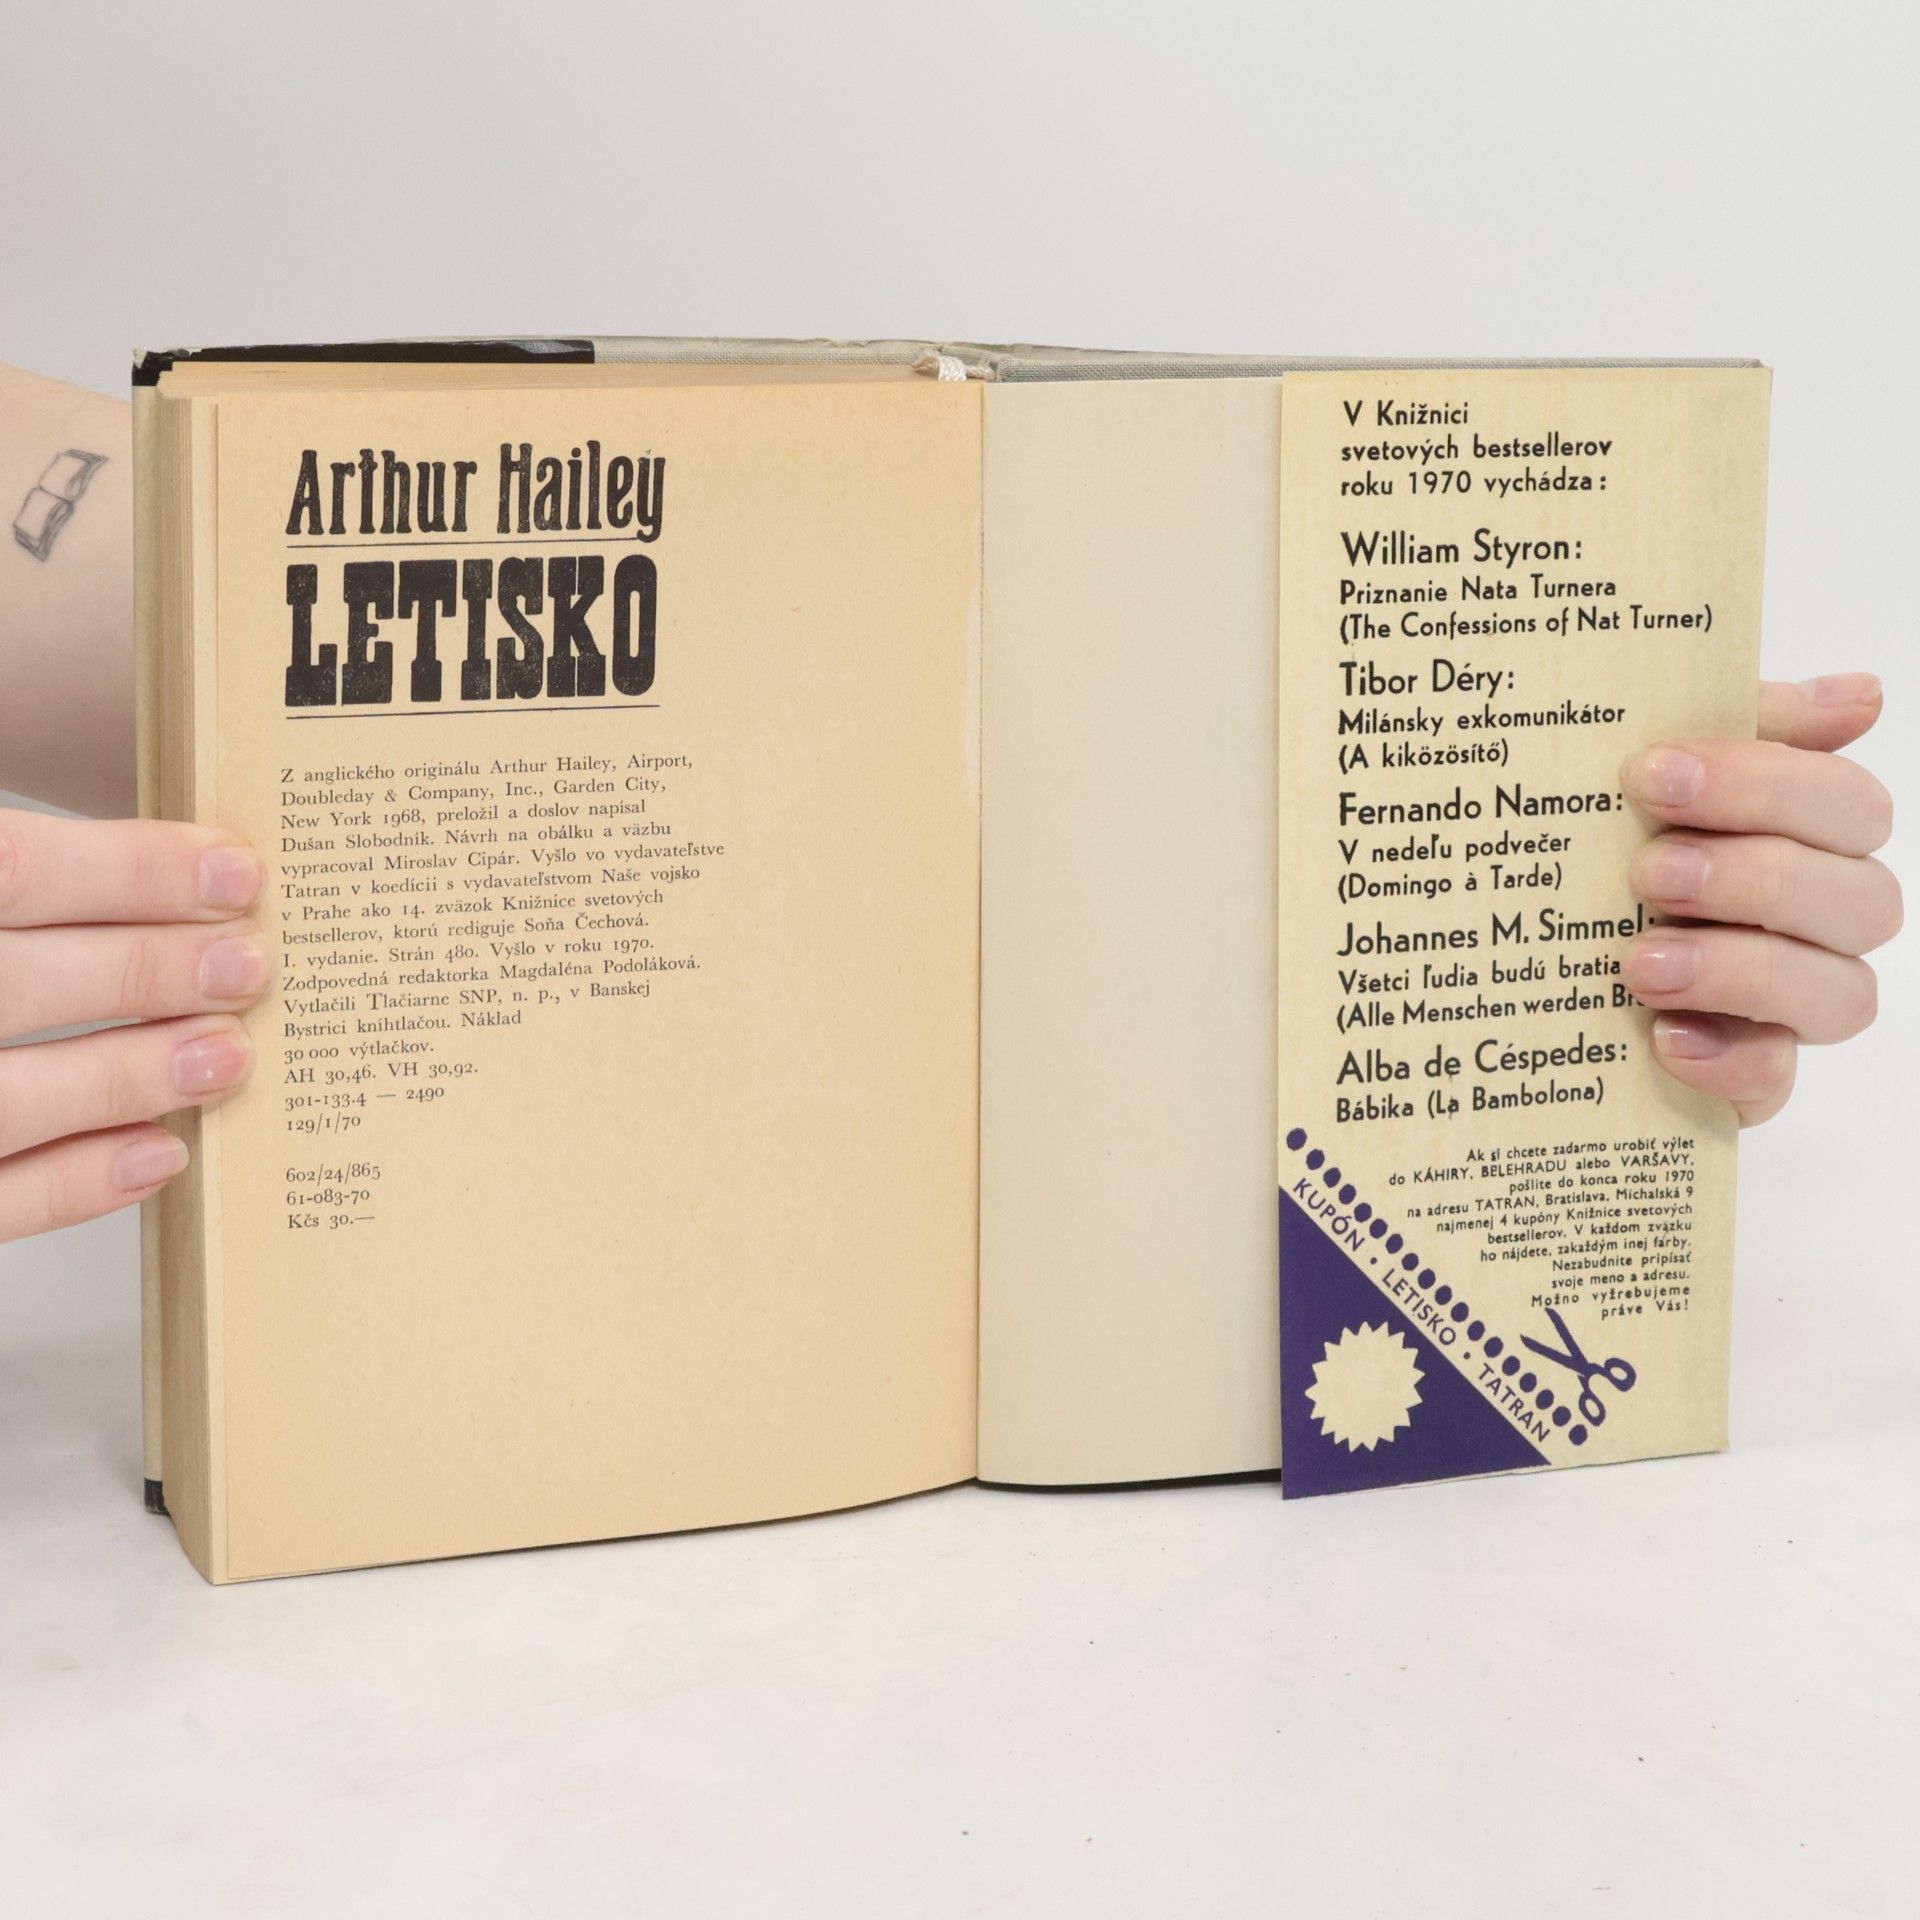 Arthur Hailey
LETISKO
Z anglického originálu Arthur Hailey, Airport,
Doubleday & Company, Inc., Garden City,
New York 1968, preložil a doslov napísal
Dušan Slobodník. Návrh na obálku a väzbu
vypracoval Miroslav Cipár. Vyšlo vo vydavateľstve
Tatran v koedícii s vydavateľstvom Naše vojsko
v Prahe ako 14. zväzok Knižnice svetových
bestsellerov, ktorú rediguje Soňa Čechová.
I. vydanie. Strán 480. Vyšlo v roku 1970.
Zodpovedná redaktorka Magdaléna Podoláková.
Vytlačili Tlačiarne SNP, n. p., v Banskej
Bystrici kníhtlačou. Náklad
30 000 výtlačkov.
AH 30,46. VH 30,92.
301-133.4 — 2490
129/1/70
602/24/865
61-083-70
Kčs 30.—
V Knižnici
svetových bestsellerov
roku 1970 vychádza:
William Styron:
Priznanie Nata Turnera
(The Confessions of Nat Turner)
Tibor Déry:
Milánsky exkomunikátor
(A kiközösítő)
Fernando Namora:
V nedeľu podvečer
(Domingo à Tarde)
Johannes M. Simmel:
Všetci ľudia budú bratia
(Alle Menschen werden
Alba de Céspedes:
Bábika (La Bambolona)
Ak si chcete zadarmo urobiť výlet
do KÁHIRY, BELEHRADU alebo VARŠAVY,
pošlite do konca roku 1970
na adresu TATRAN, Bratislava, Michalská 9
najmenej 4 kupóny Knižnice svetových
bestsellerov. V každom zväzku
ho nájdete, zakaždým inej farby.
Nezabudnite pripísať
svoje meno a adresu.
Možno vyžrebujeme
práve Vás!
KUPÓN • LETISKO • TATRAN